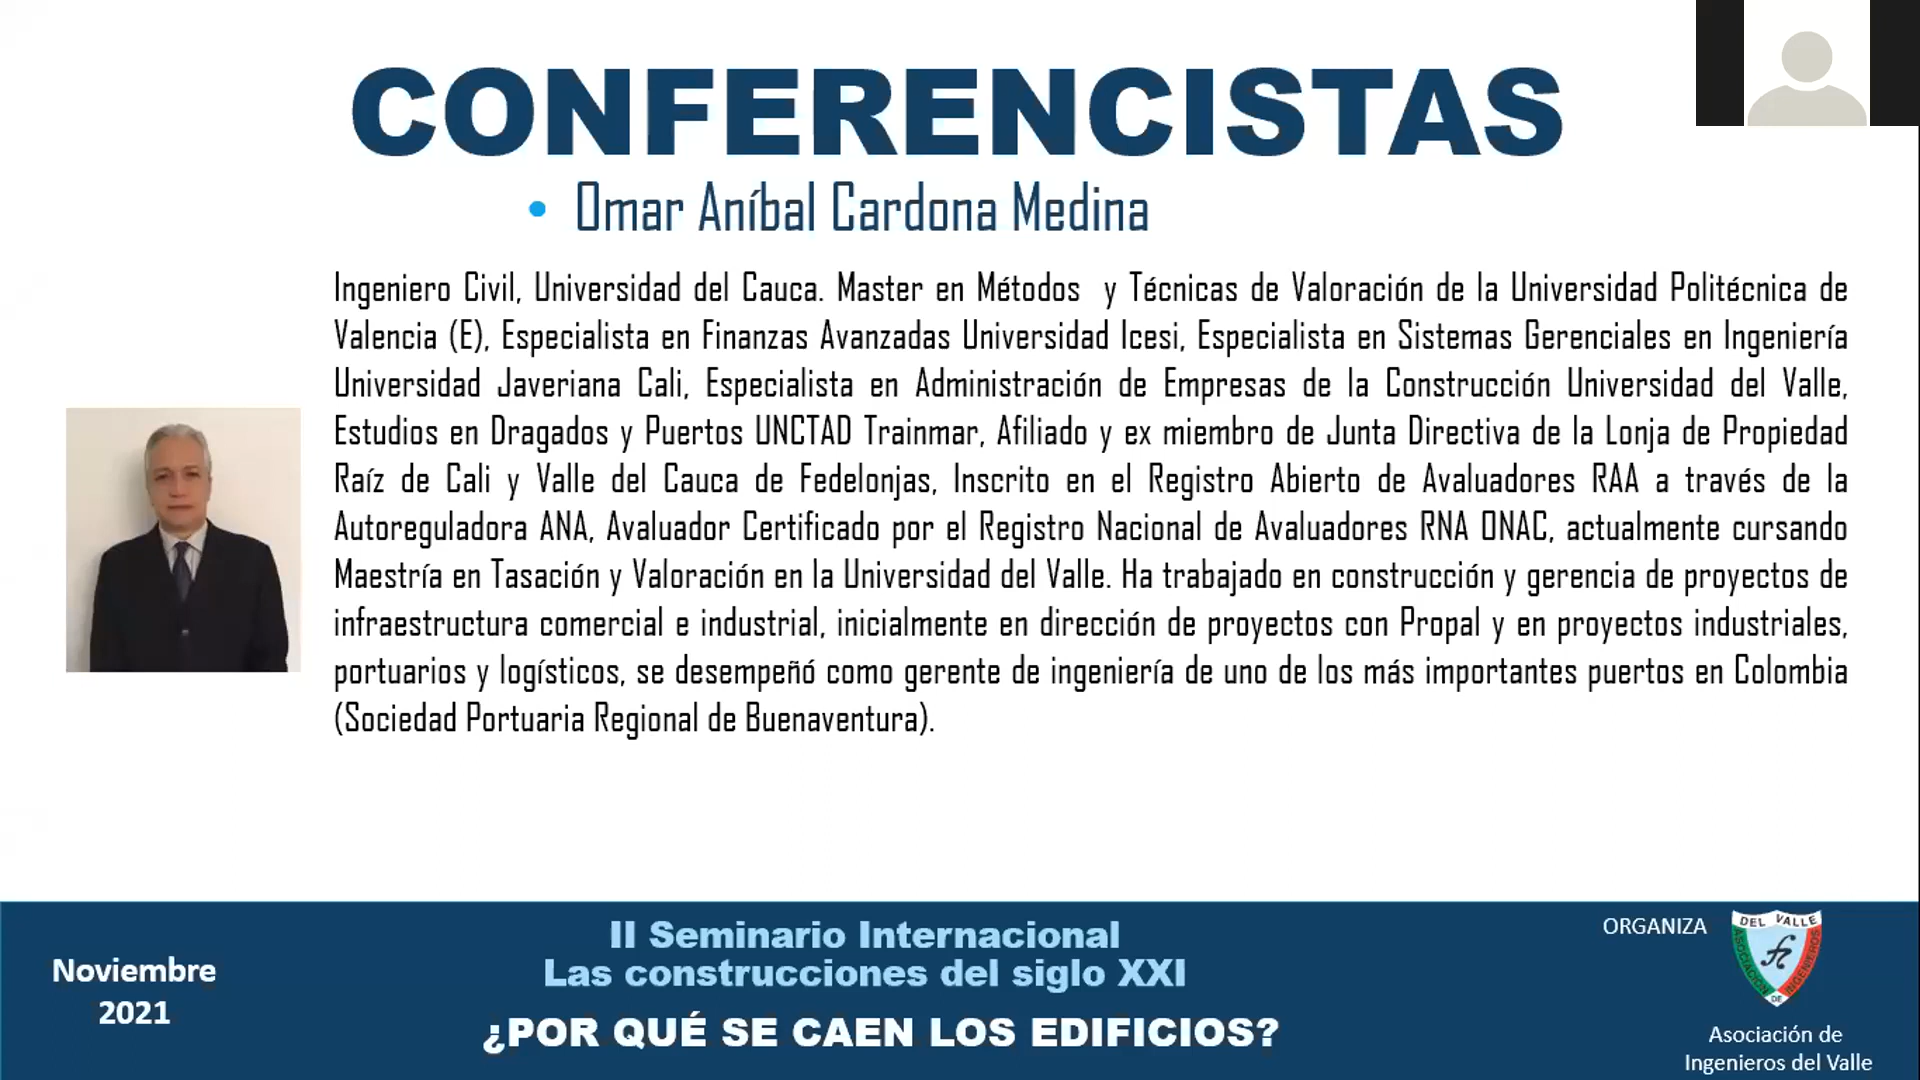 CONFERENCISTAS
• Omar Aníbal Cardona Medina
Ingeniero Civil, Universidad del Cauca. Master en Métodos y Técnicas de Valoración de la Universidad Politécnica de
Valencia (E), Especialista en Finanzas Avanzadas Universidad Icesi, Especialista en Sistemas Gerenciales en Ingeniería
Universidad Javeriana Cali, Especialista en Administración de Empresas de la Construcción Universidad del Valle,
Estudios en Dragados y Puertos UNCTAD Trainmar, Afiliado y ex miembro de Junta Directiva de la Lonja de Propiedad
Raíz de Cali y Valle del Cauca de Fedelonjas, Inscrito en el Registro Abierto de Avaluadores RAA a través de la
Autoreguladora ANA, Avaluador Certificado por el Registro Nacional de Avaluadores RNA ONAC, actualmente cursando
Maestría en Tasación y Valoración en la Universidad del Valle. Ha trabajado en construcción y gerencia de proyectos de
infraestructura comercial e industrial, inicialmente en dirección de proyectos con Propal y en proyectos industriales,
portuarios y logísticos, se desempeñó como gerente de ingeniería de uno de los más importantes puertos en Colombia
(Sociedad Portuaria Regional de Buenaventura).
Noviembre
2021
II Seminario Internacional
Las construcciones del siglo XXI
¿POR QUÉ SE CAEN LOS EDIFICIOS?
ORGANIZA
DEL VALLE
ASOCIACION
DE
INGENIEROS
Asociación de
Ingenieros del Valle